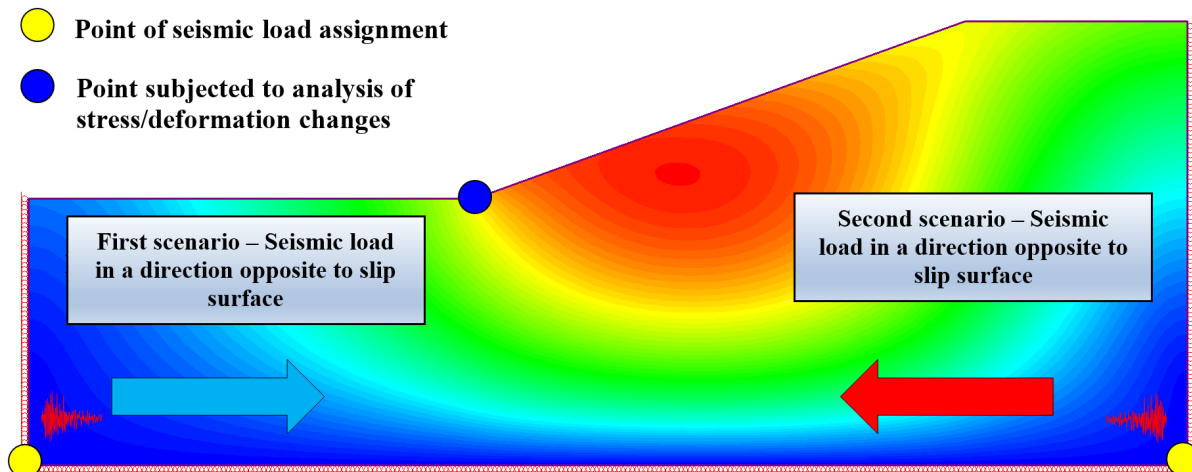 Point of seismic load assignment
Point subjected to analysis of
stress/deformation changes
First scenario – Seismic load
in a direction opposite to slip
surface
Second scenario – Seismic
load in a direction opposite to
slip surface